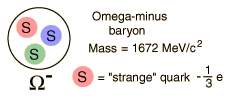 S S S
Ω⁻
Omega-minus
baryon
Mass = 1672 MeV/c²
S = "strange" quark -1/3 e